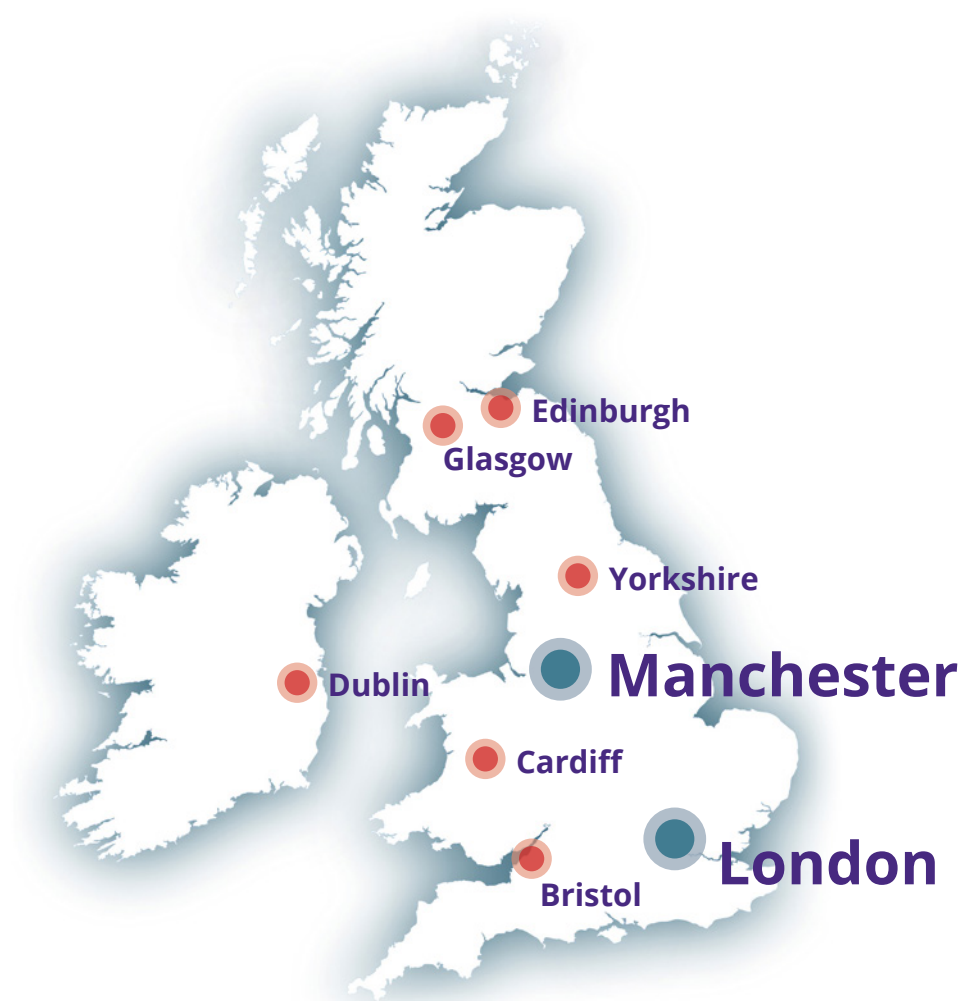 Edinburgh
Glasgow
Yorkshire
Manchester
Dublin
Cardiff
London
Bristol